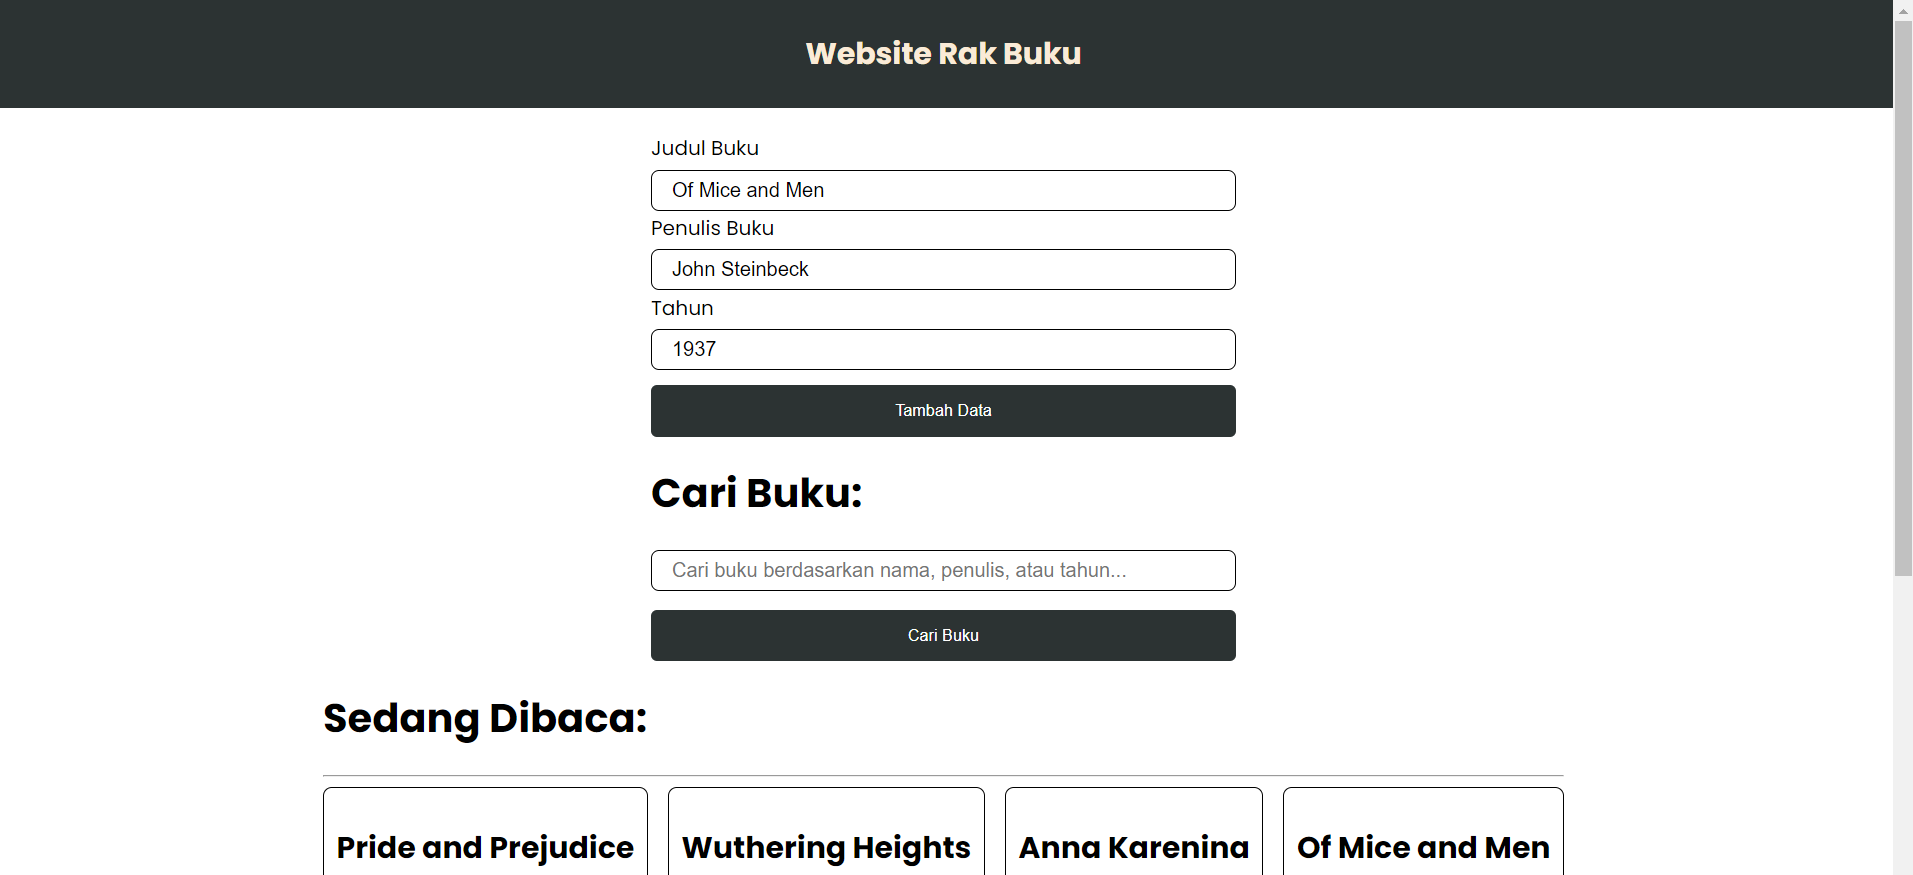 Website Rak Buku
Judul Buku
Of Mice and Men
Penulis Buku
John Steinbeck
Tahun
1937
Tambah Data
Cari Buku:
Cari buku berdasarkan nama, penulis, atau tahun...
Cari Buku
Sedang Dibaca:
Pride and Prejudice
Wuthering Heights
Anna Karenina
Of Mice and Men